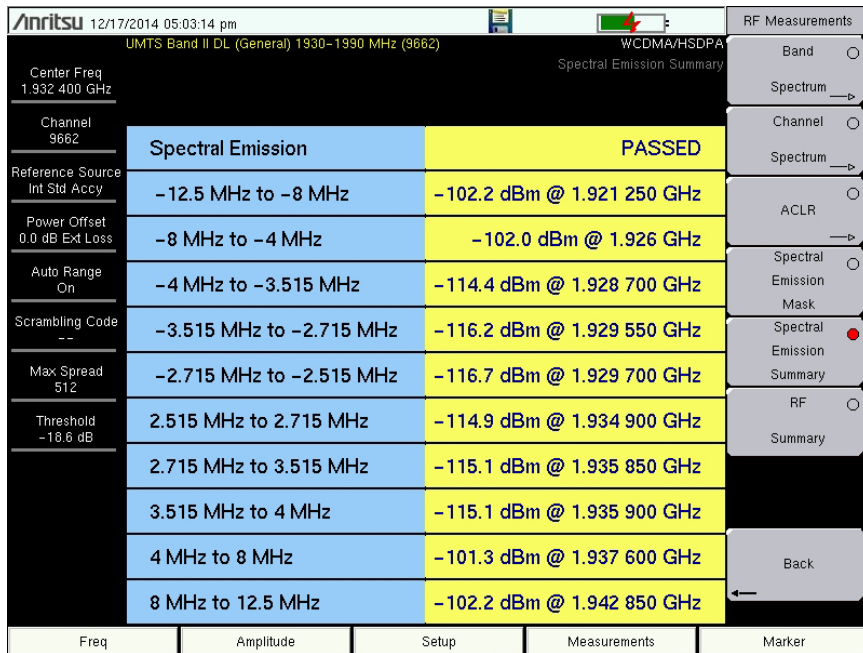 Anritsu 12/17/2014 05:03:14 pm
UMTS Band II DL (General) 1930-1990 MHz (9662)
WCDMA/HSDPA
Spectral Emission Summary
Center Freq
1.932 400 GHz
Channel
9662
Reference Source
Int Std Accy
Power Offset
0.0 dB Ext Loss
Auto Range
On
Scrambling Code
--
Max Spread
512
Threshold
-18.6 dB
Spectral Emission PASSED
-12.5 MHz to -8 MHz -102.2 dBm @ 1.921 250 GHz
-8 MHz to -4 MHz -102.0 dBm @ 1.926 GHz
-4 MHz to -3.515 MHz -114.4 dBm @ 1.928 700 GHz
-3.515 MHz to -2.715 MHz -116.2 dBm @ 1.929 550 GHz
-2.715 MHz to -2.515 MHz -116.7 dBm @ 1.929 700 GHz
2.515 MHz to 2.715 MHz -114.9 dBm @ 1.934 900 GHz
2.715 MHz to 3.515 MHz -115.1 dBm @ 1.935 850 GHz
3.515 MHz to 4 MHz -115.1 dBm @ 1.935 900 GHz
4 MHz to 8 MHz -101.3 dBm @ 1.937 600 GHz
8 MHz to 12.5 MHz -102.2 dBm @ 1.942 850 GHz
RF Measurements
Band
Spectrum
Channel
Spectrum
ACLR
Spectral
Emission
Mask
Spectral
Emission
Summary
RF
Summary
Back
Freq Amplitude Setup Measurements Marker